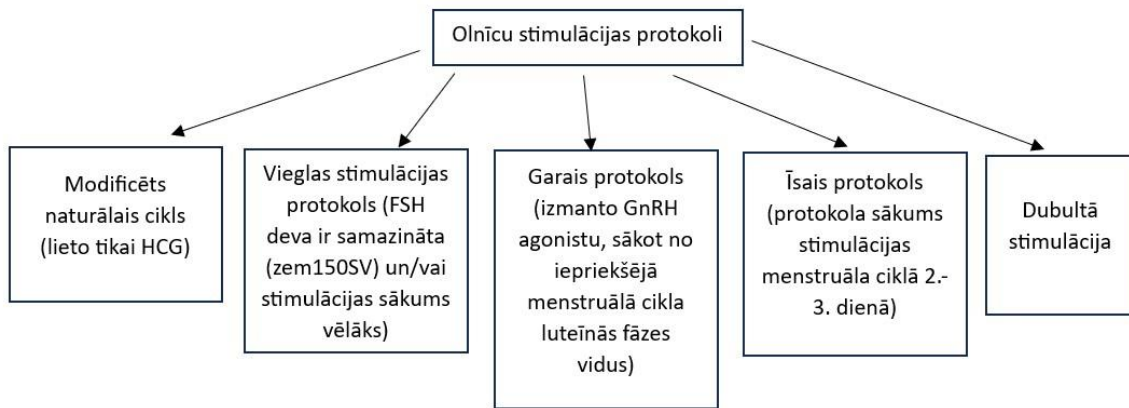 Olnīcu stimulācijas protokoli
Modificēts
naturālais cikls
(lieto tikai HCG)
Vieglas stimulācijas
protokols (FSH
deva ir samazināta
(zem150SV) un/vai
stimulācijas sākums
vēlāks)
Garais protokols
(izmanto GnRH
agonistu, sākot no
iepriekšējā
menstruālā cikla
luteīnās fāzes
vidus)
Īsais protokols
(protokola sākums
stimulācijas
menstruāla ciklā 2.-
3. dienā)
Dubultā
stimulācija